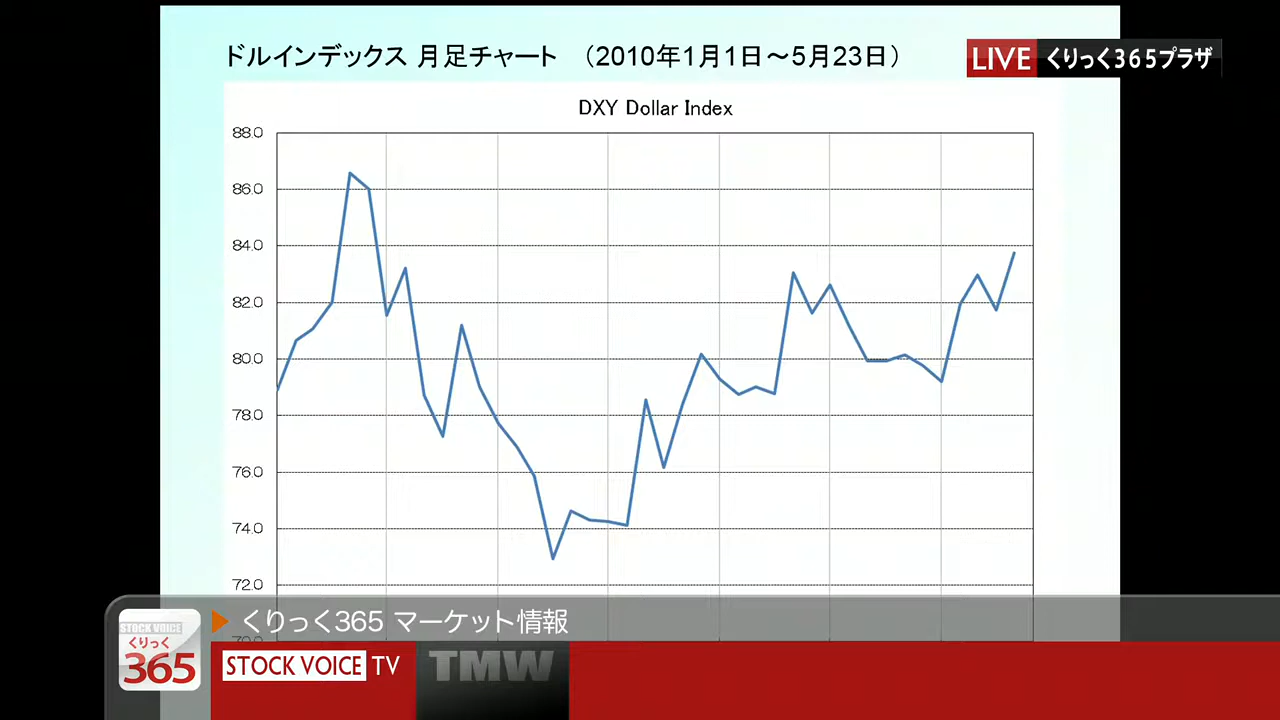 ドルインデックス 月足チャート （2010年1月1日～5月23日）
LIVE くりっく365プラザ
DXY Dollar Index
88.0
86.0
84.0
82.0
80.0
78.0
76.0
74.0
72.0
70.0
STOCK VOICE
くりっく
365
くりっく365 マーケット情報
STOCK VOICE TV
TMW